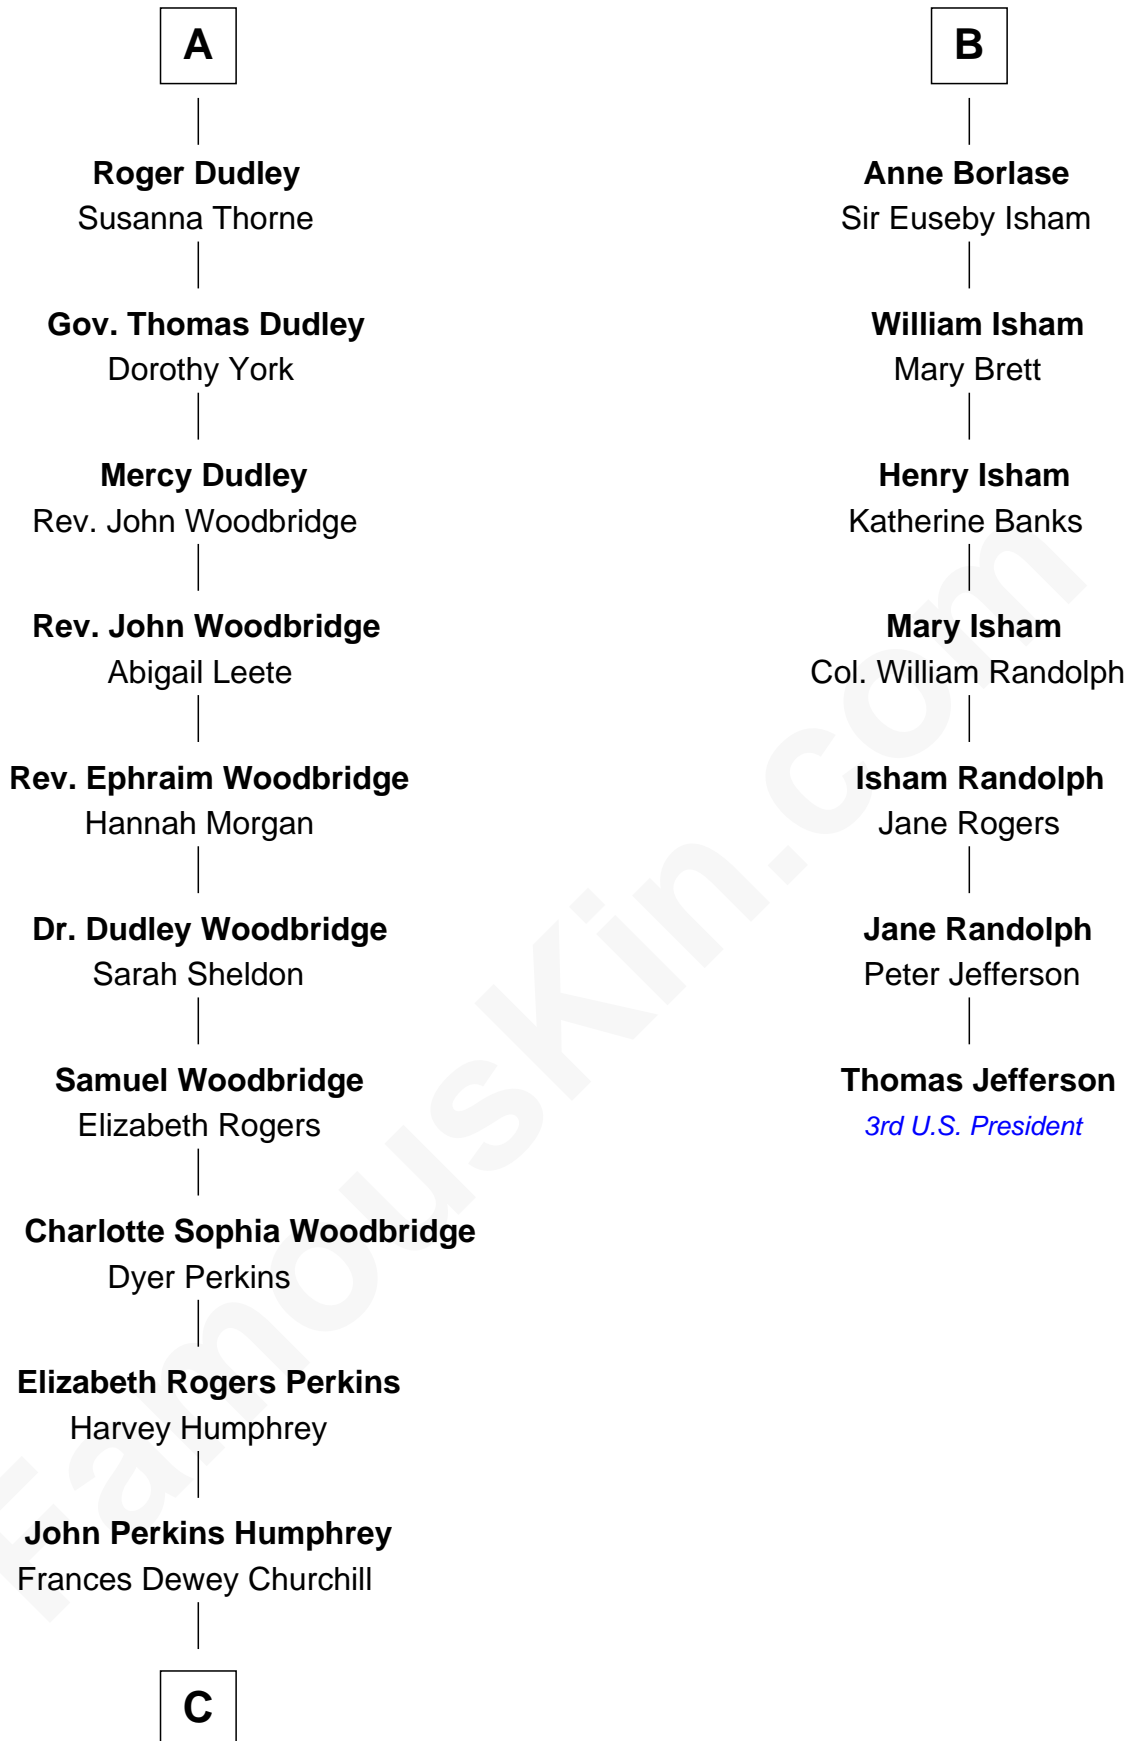 A
Roger Dudley
Susanna Thorne
Gov. Thomas Dudley
Dorothy York
Mercy Dudley
Rev. John Woodbridge
Rev. John Woodbridge
Abigail Leete
Rev. Ephraim Woodbridge
Hannah Morgan
Dr. Dudley Woodbridge
Sarah Sheldon
Samuel Woodbridge
Elizabeth Rogers
Charlotte Sophia Woodbridge
Dyer Perkins
Elizabeth Rogers Perkins
Harvey Humphrey
John Perkins Humphrey
Frances Dewey Churchill
C
B
Anne Borlase
Sir Euseby Isham
William Isham
Mary Brett
Henry Isham
Katherine Banks
Mary Isham
Col. William Randolph
Isham Randolph
Jane Rogers
Jane Randolph
Peter Jefferson
Thomas Jefferson
3rd U.S. President
FamousKin.com